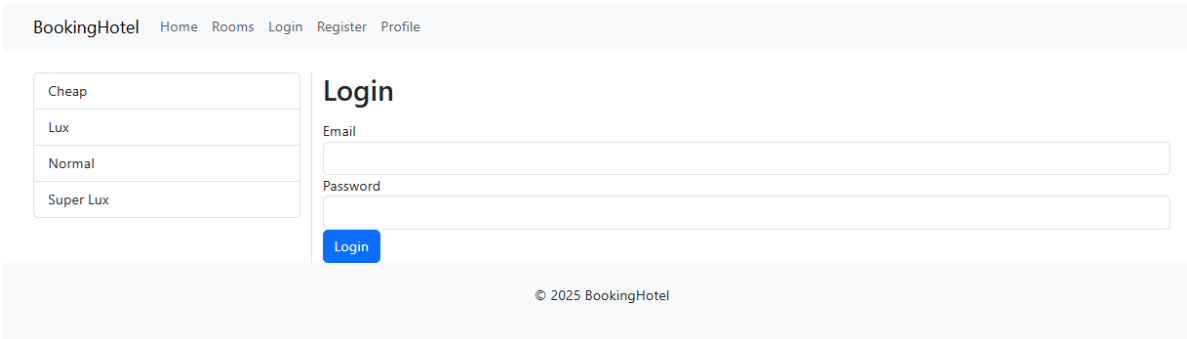 BookingHotel Home Rooms Login Register Profile
Cheap
Lux
Normal
Super Lux
Login
Email
Password
Login
© 2025 BookingHotel